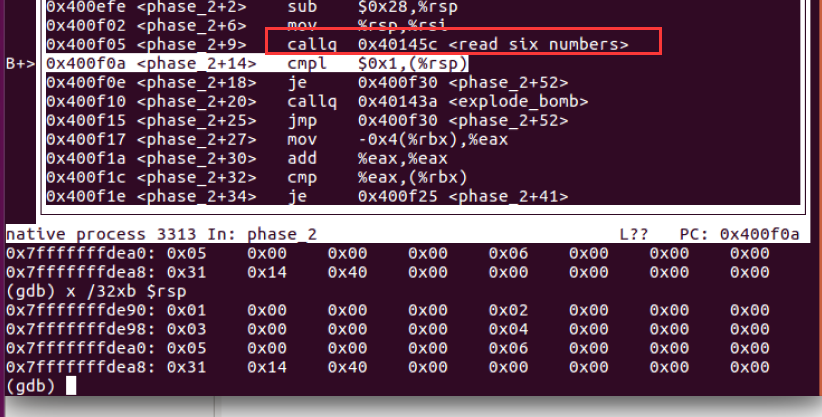 0x400efe <phase_2+2> sub $0x28,%rsp
0x400f02 <phase_2+6> mov %rsp,%rsi
0x400f05 <phase_2+9> callq 0x40145c <read_six_numbers>
B+> 0x400f0a <phase_2+14> cmpl $0x1,(%rsp)
0x400f0e <phase_2+18> je 0x400f30 <phase_2+52>
0x400f10 <phase_2+20> callq 0x40143a <explode_bomb>
0x400f15 <phase_2+25> jmp 0x400f30 <phase_2+52>
0x400f17 <phase_2+27> mov -0x4(%rbx),%eax
0x400f1a <phase_2+30> add %eax,%eax
0x400f1c <phase_2+32> cmp %eax,(%rbx)
0x400f1e <phase_2+34> je 0x400f25 <phase_2+41>
native process 3313 In: phase_2 L?? PC: 0x400f0a
0x7fffffffdea0: 0x05 0x00 0x00 0x00 0x06 0x00 0x00 0x00
0x7fffffffdea8: 0x31 0x14 0x40 0x00 0x00 0x00 0x00 0x00
(gdb) x /32xb $rsp
0x7fffffffde90: 0x01 0x00 0x00 0x00 0x02 0x00 0x00 0x00
0x7fffffffde98: 0x03 0x00 0x00 0x00 0x04 0x00 0x00 0x00
0x7fffffffdea0: 0x05 0x00 0x00 0x00 0x06 0x00 0x00 0x00
0x7fffffffdea8: 0x31 0x14 0x40 0x00 0x00 0x00 0x00 0x00
(gdb)